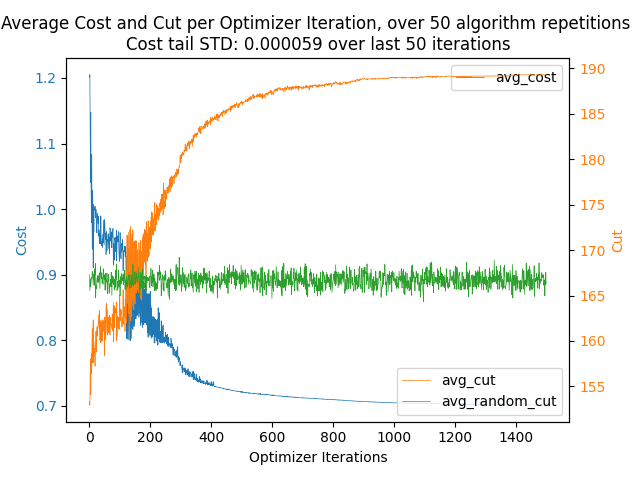 Average Cost and Cut per Optimizer Iteration, over 50 algorithm repetitions
Cost tail STD: 0.000059 over last 50 iterations
1.2
1.1
1.0
0.9
0.8
0.7
Cost
190
185
180
175
170
165
160
155
Cut
avg_cost
avg_cut
avg_random_cut
0
200
400
600
800
1000
1200
1400
Optimizer Iterations